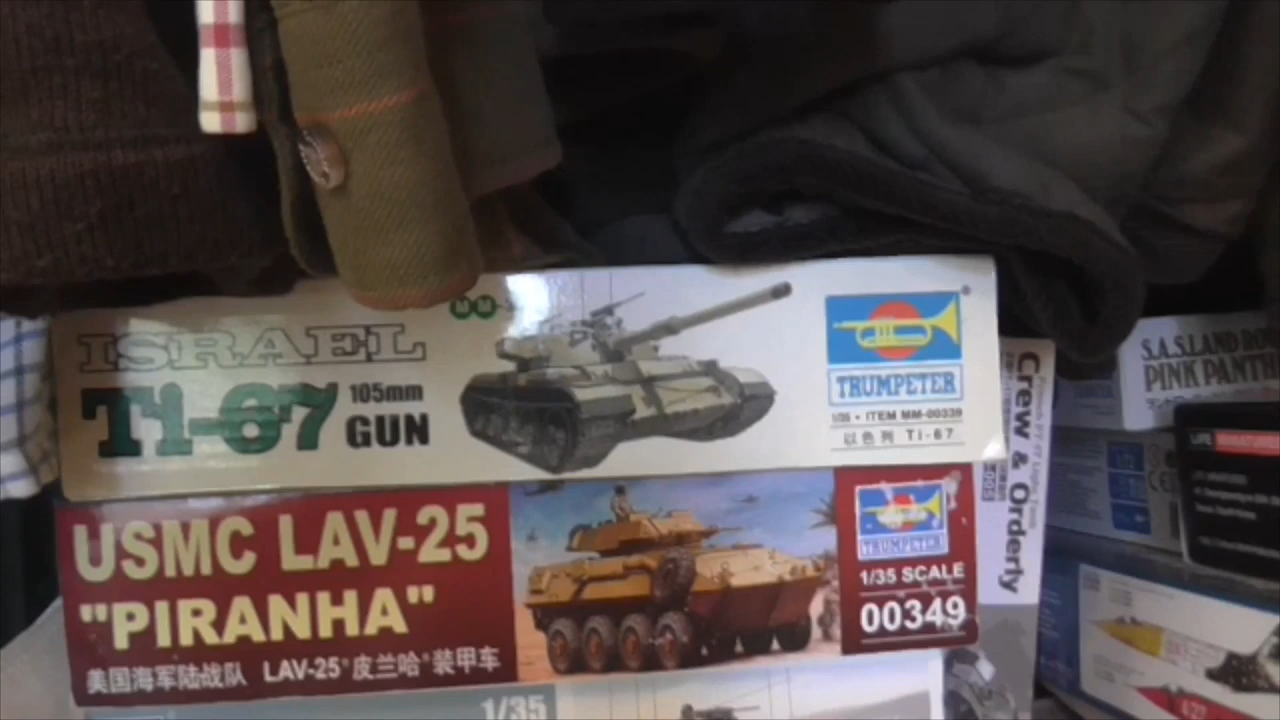 ISRAEL
Ti-67
105mm
GUN
MM
TRUMPETER
1/35 • ITEM MM-00339
以色列 Ti-67
USMC LAV-25
"PIRANHA"
美国海军陆战队 LAV-25"皮兰哈"装甲车
TRUMPETER
1/35 SCALE
00349
1/35
Crew & Orderly
S.A.S.LAND
PINK PANTH